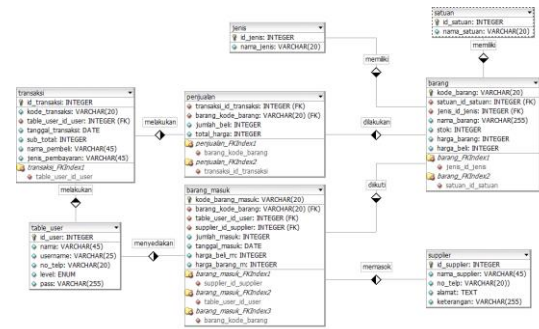 jenis
id_jenis: INTEGER
nama_jenis: VARCHAR(20)
satuan
id_satuan: INTEGER
nama_satuan: VARCHAR(20)
memiliki
memiliki
transaksi
id_transaksi: INTEGER
kode_transaksi: VARCHAR(20)
table_user_id_user: INTEGER (FK)
tanggal_transaksi: DATE
sub_total: INTEGER
nama_pembeli: VARCHAR(45)
jenis_pembayaran: VARCHAR(45)
transaksi_FKIndex1
table_user_id_user
melakukan
penjualan
transaksi_id_transaksi: INTEGER (FK)
barang_kode_barang: VARCHAR(20) (FK)
jumlah_beli: INTEGER
total_harga: INTEGER
penjualan_FKIndex1
barang_kode_barang
penjualan_FKIndex2
transaksi_id_transaksi
dilakukan
barang
kode_barang: VARCHAR(20)
satuan_id_satuan: INTEGER (FK)
jenis_id_jenis: INTEGER (FK)
nama_barang: VARCHAR(255)
stok: INTEGER
harga_barang: INTEGER
harga_beli: INTEGER
barang_FKIndex1
jenis_id_jenis
barang_FKIndex2
satuan_id_satuan
melakukan
table_user
id_user: INTEGER
nama: VARCHAR(45)
username: VARCHAR(25)
no_telp: VARCHAR(20)
level: ENUM
pass: VARCHAR(255)
menyediakan
barang_masuk
kode_barang_masuk: VARCHAR(20)
barang_kode_barang: VARCHAR(20) (FK)
table_user_id_user: INTEGER (FK)
supplier_id_supplier: INTEGER (FK)
jumlah_masuk: INTEGER
tanggal_masuk: DATE
harga_beli_m: INTEGER
harga_barang_m: INTEGER
barang_masuk_FKIndex1
supplier_id_supplier
barang_masuk_FKIndex2
table_user_id_user
barang_masuk_FKIndex3
barang_kode_barang
diikuti
memasok
supplier
id_supplier: INTEGER
nama_supplier: VARCHAR(45)
no_telp: VARCHAR(20))
alamat: TEXT
keterangan: VARCHAR(255)